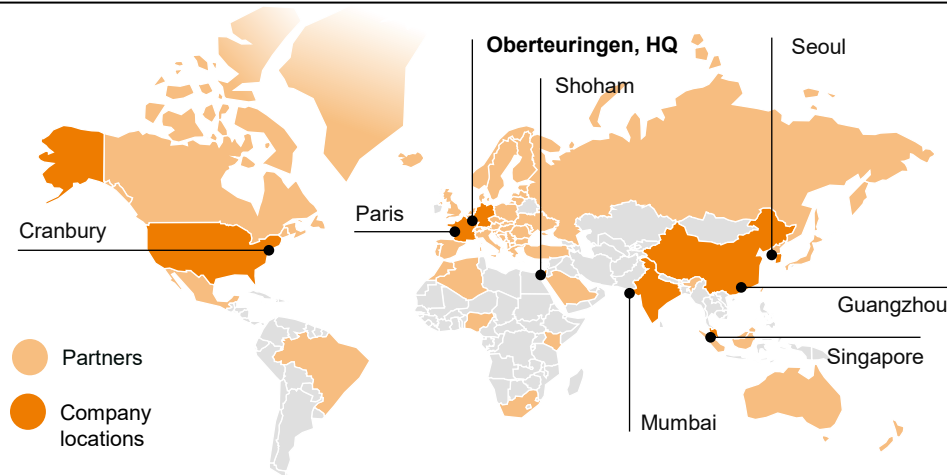 Oberteuringen, HQ
Seoul
Shoham
Paris
Cranbury
Guangzhou
Partners
Singapore
Company
locations
Mumbai